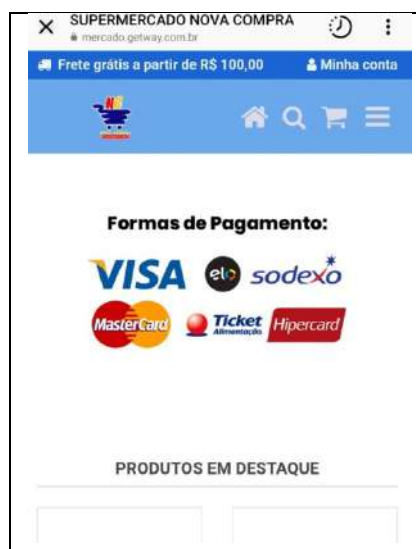 SUPERMERCADO NOVA COMPRA
mercado.getway.com.br
Frete grátis a partir de R$ 100,00 Minha conta
Formas de Pagamento:
VISA elo sodexo
MasterCard Ticket Alimentação Hipercard
PRODUTOS EM DESTAQUE